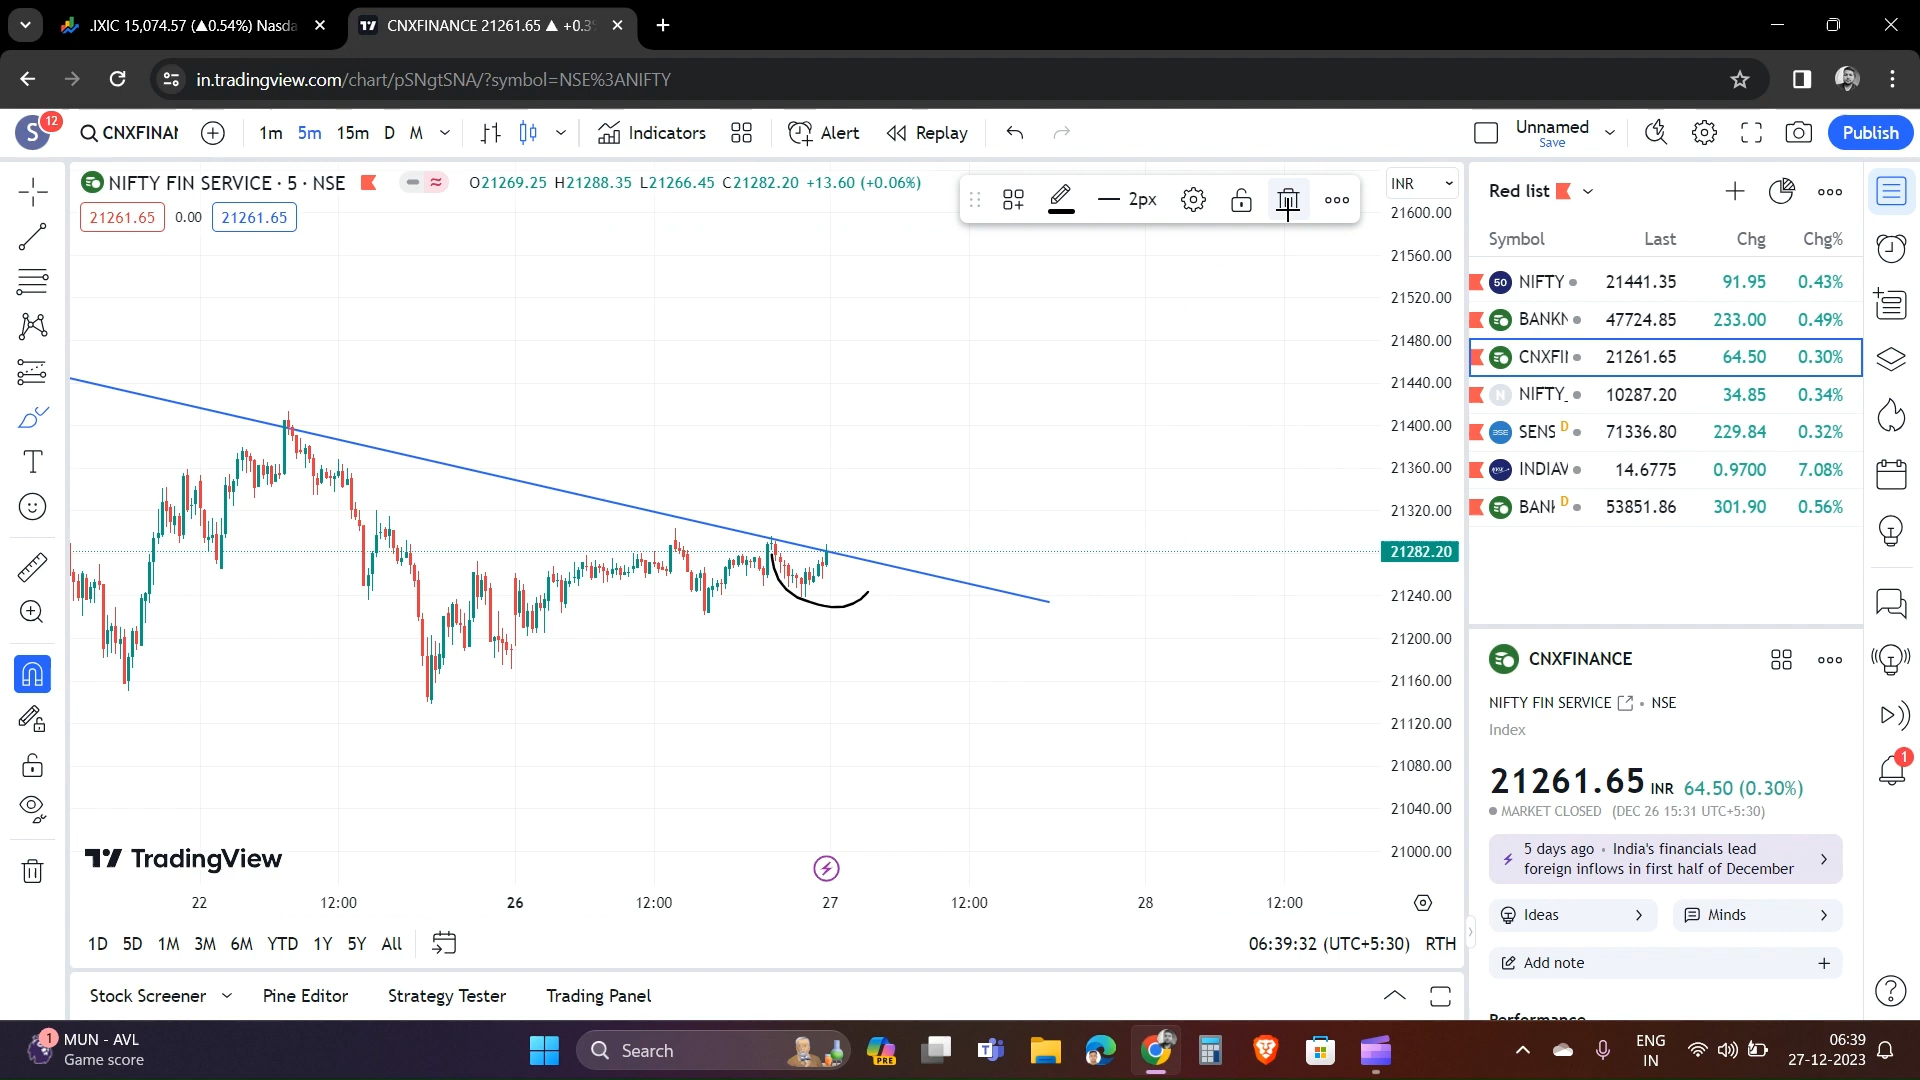 .IXIC 15,074.57 (▲0.54%) Nasda
CNXFINANCE 21261.65 ▲ +0.3
in.tradingview.com/chart/pSNgtSNA/?symbol=NSE%3ANIFTY
S 12
CNXFINAN
1m 5m 15m D M
Indicators
Alert
Replay
Unnamed
Save
Publish
NIFTY FIN SERVICE · 5 · NSE
O21269.25 H21288.35 L21266.45 C21282.20 +13.60 (+0.06%)
21261.65 0.00 21261.65
2px
INR
21600.00
21560.00
21520.00
21480.00
21440.00
21400.00
21360.00
21320.00
21282.20
21240.00
21200.00
21160.00
21120.00
21080.00
21040.00
21000.00
TradingView
22 12:00 26 12:00 27 12:00 28 12:00
1D 5D 1M 3M 6M YTD 1Y 5Y All
06:39:32 (UTC+5:30) RTH
Stock Screener Pine Editor Strategy Tester Trading Panel
Red list
Symbol Last Chg Chg%
50 NIFTY 21441.35 91.95 0.43%
BANKN 47724.85 233.00 0.49%
CNXFIN 21261.65 64.50 0.30%
N NIFTY_ 10287.20 34.85 0.34%
BSE SENS D 71336.80 229.84 0.32%
INDIAV 14.6775 0.9700 7.08%
BANK D 53851.86 301.90 0.56%
CNXFINANCE
NIFTY FIN SERVICE • NSE
Index
21261.65 INR 64.50 (0.30%)
MARKET CLOSED (DEC 26 15:31 UTC+5:30)
5 days ago • India's financials lead
foreign inflows in first half of December
Ideas
Minds
Add note
Performance
1
1
MUN - AVL
Game score
Search
PRE
ENG
IN
06:39
27-12-2023